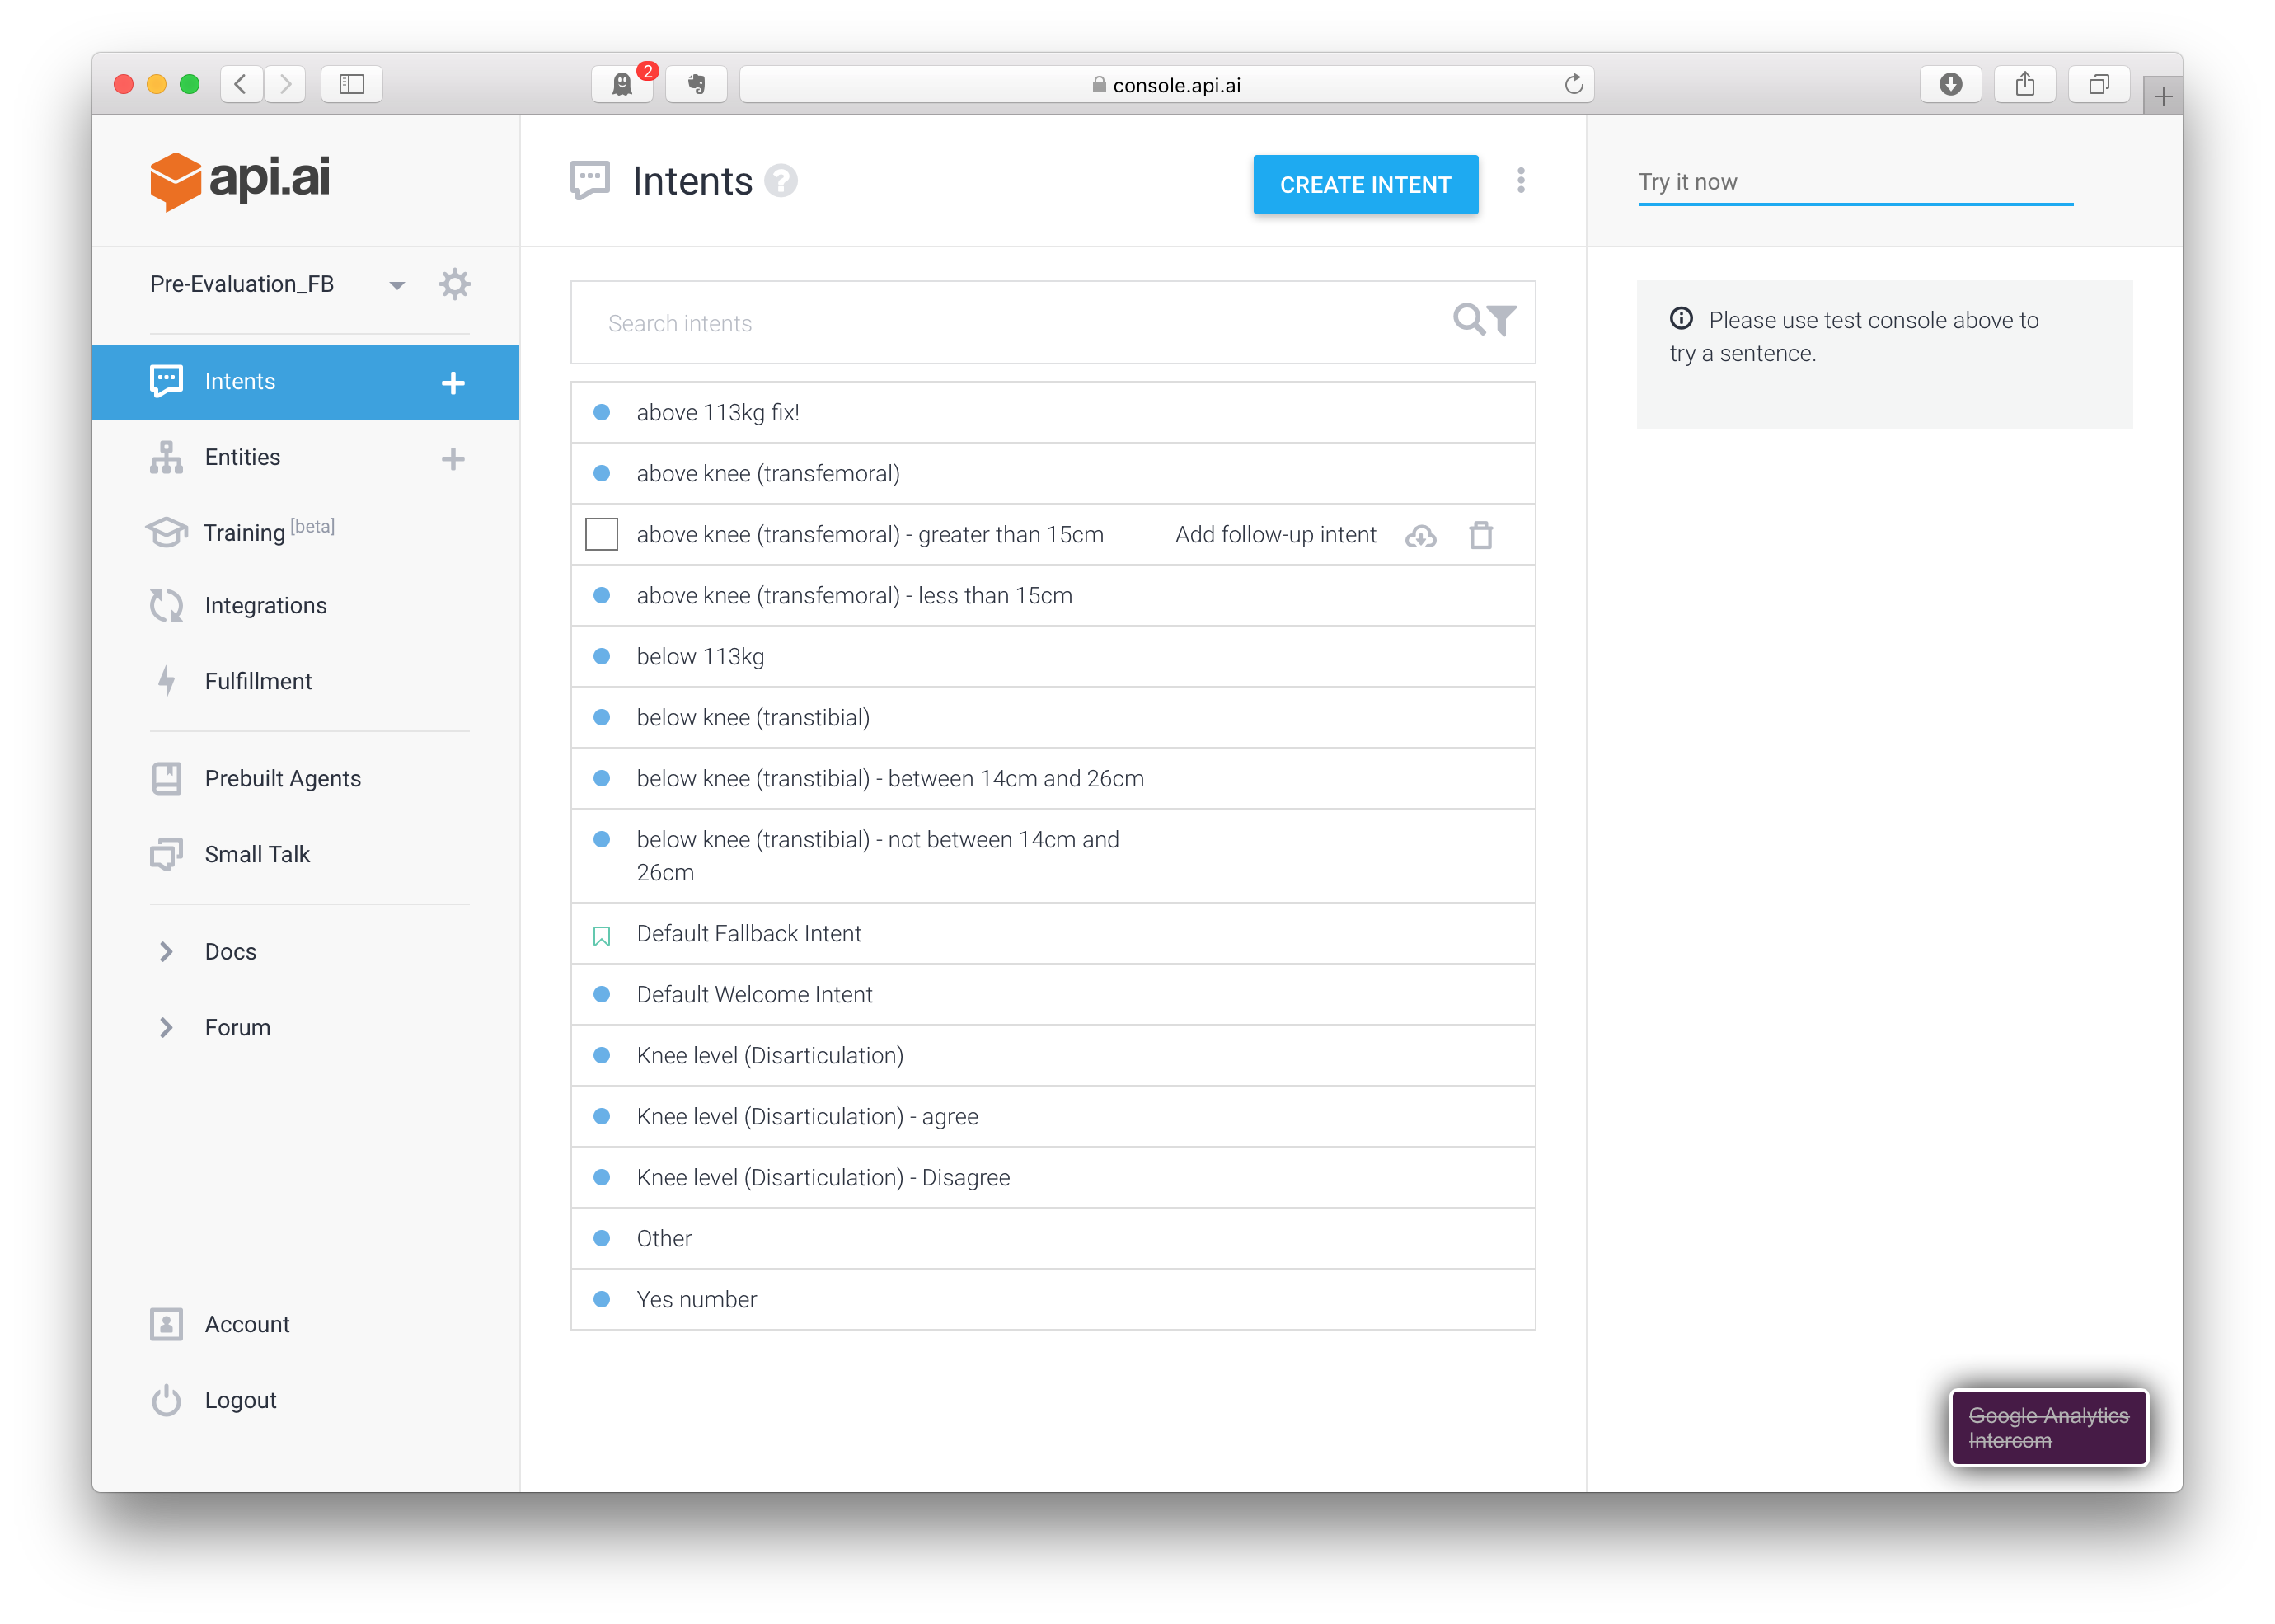 2
console.api.ai
api.ai
Intents
CREATE INTENT
Try it now
Pre-Evaluation_FB
Intents
Entities
Training [beta]
Integrations
Fulfillment
Prebuilt Agents
Small Talk
Docs
Forum
Account
Logout
Search intents
above 113kg fix!
above knee (transfemoral)
above knee (transfemoral) - greater than 15cm Add follow-up intent
above knee (transfemoral) - less than 15cm
below 113kg
below knee (transtibial)
below knee (transtibial) - between 14cm and 26cm
below knee (transtibial) - not between 14cm and
26cm
Default Fallback Intent
Default Welcome Intent
Knee level (Disarticulation)
Knee level (Disarticulation) - agree
Knee level (Disarticulation) - Disagree
Other
Yes number
Please use test console above to
try a sentence.
Google Analytics
Intercom